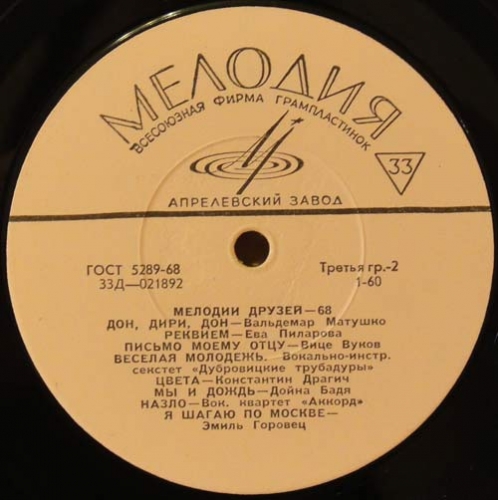 МЕЛОДИЯ
ВСЕСОЮЗНАЯ ФИРМА ГРАМПЛАСТИНОК
33
АПРЕЛЕВСКИЙ ЗАВОД
ГОСТ 5289-68
Третья гр.-2
33Д—021892
1-60
МЕЛОДИИ ДРУЗЕЙ—68
ДОН, ДИРИ, ДОН—Вальдемар Матушко
РЕКВИЕМ—Ева Пиларова
ПИСЬМО МОЕМУ ОТЦУ—Вице Вуков
ВЕСЕЛАЯ МОЛОДЕЖЬ. Вокально-инстр.
секстет «Дубровицкие трубадуры»
ЦВЕТА—Константин Драгич
МЫ И ДОЖДЬ—Дойна Бадя
НАЗЛО—Вок. квартет «Аккорд»
Я ШАГАЮ ПО МОСКВЕ—
Эмиль Горовец